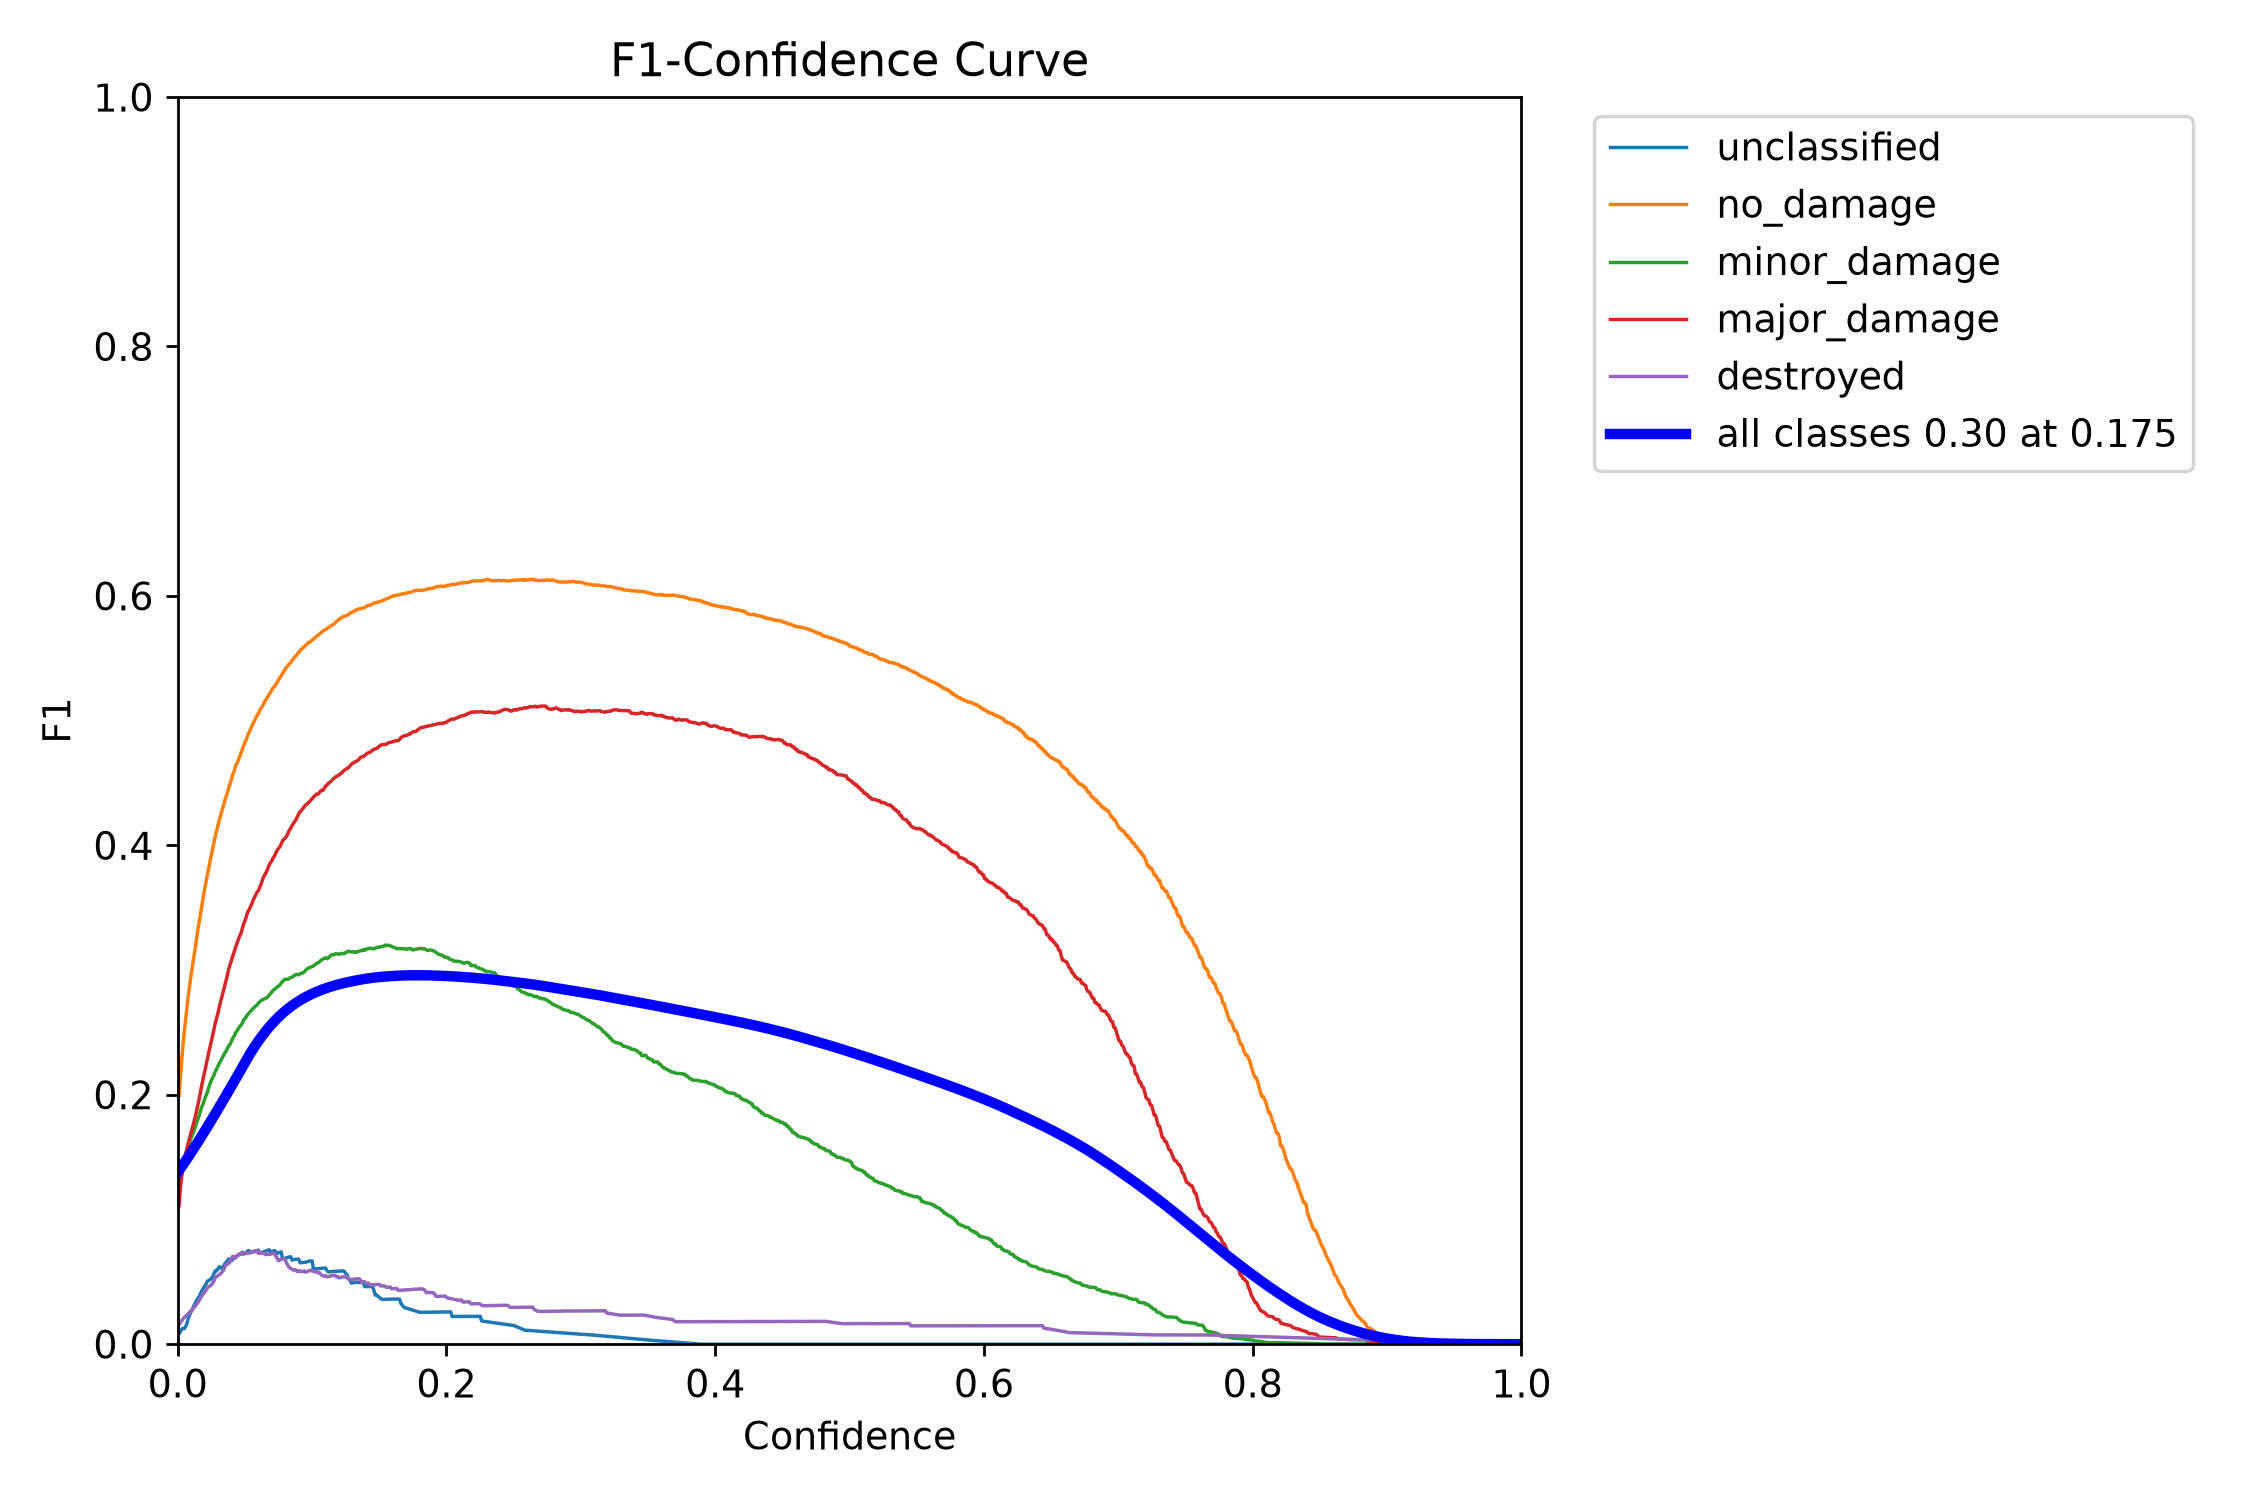 F1-Confidence Curve
1.0
0.8
0.6
0.4
0.2
0.0
F1
0.0 0.2 0.4 0.6 0.8 1.0
Confidence
unclassified
no_damage
minor_damage
major_damage
destroyed
all classes 0.30 at 0.175